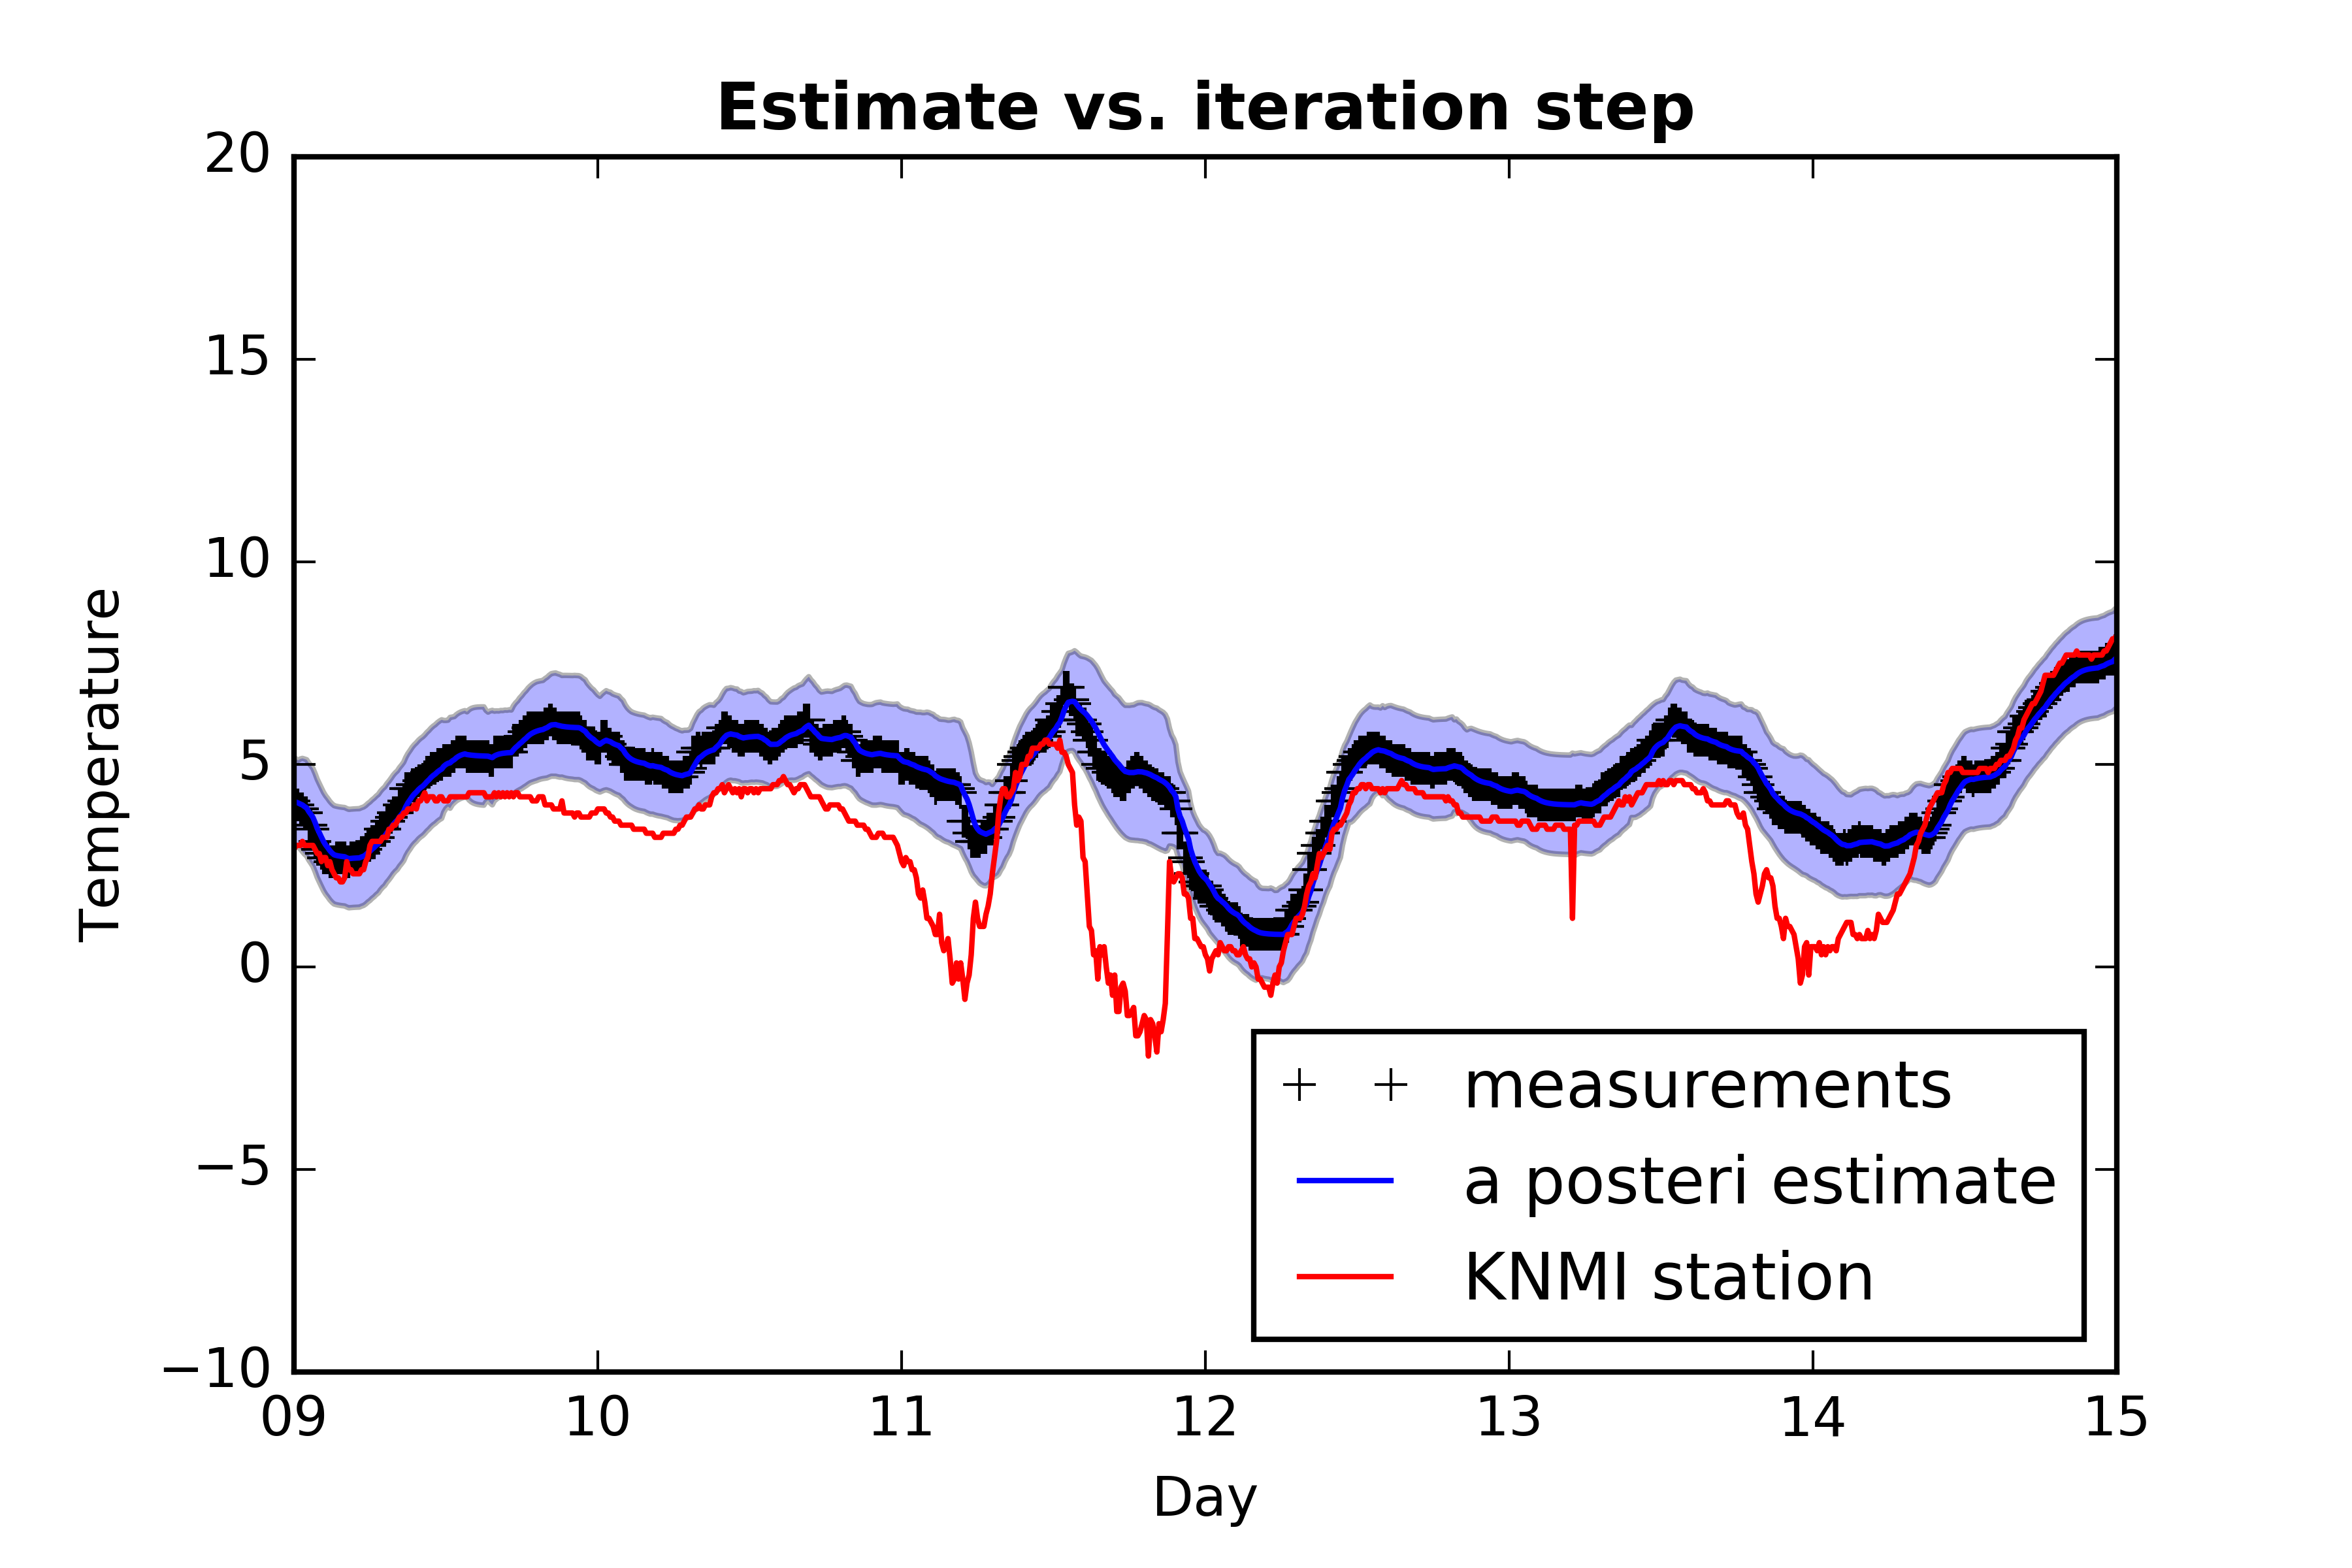 Estimate vs. iteration step
20
15
10
5
0
−5
−10
Temperature
measurements
a posteri estimate
KNMI station
09 10 11 12 13 14 15
Day